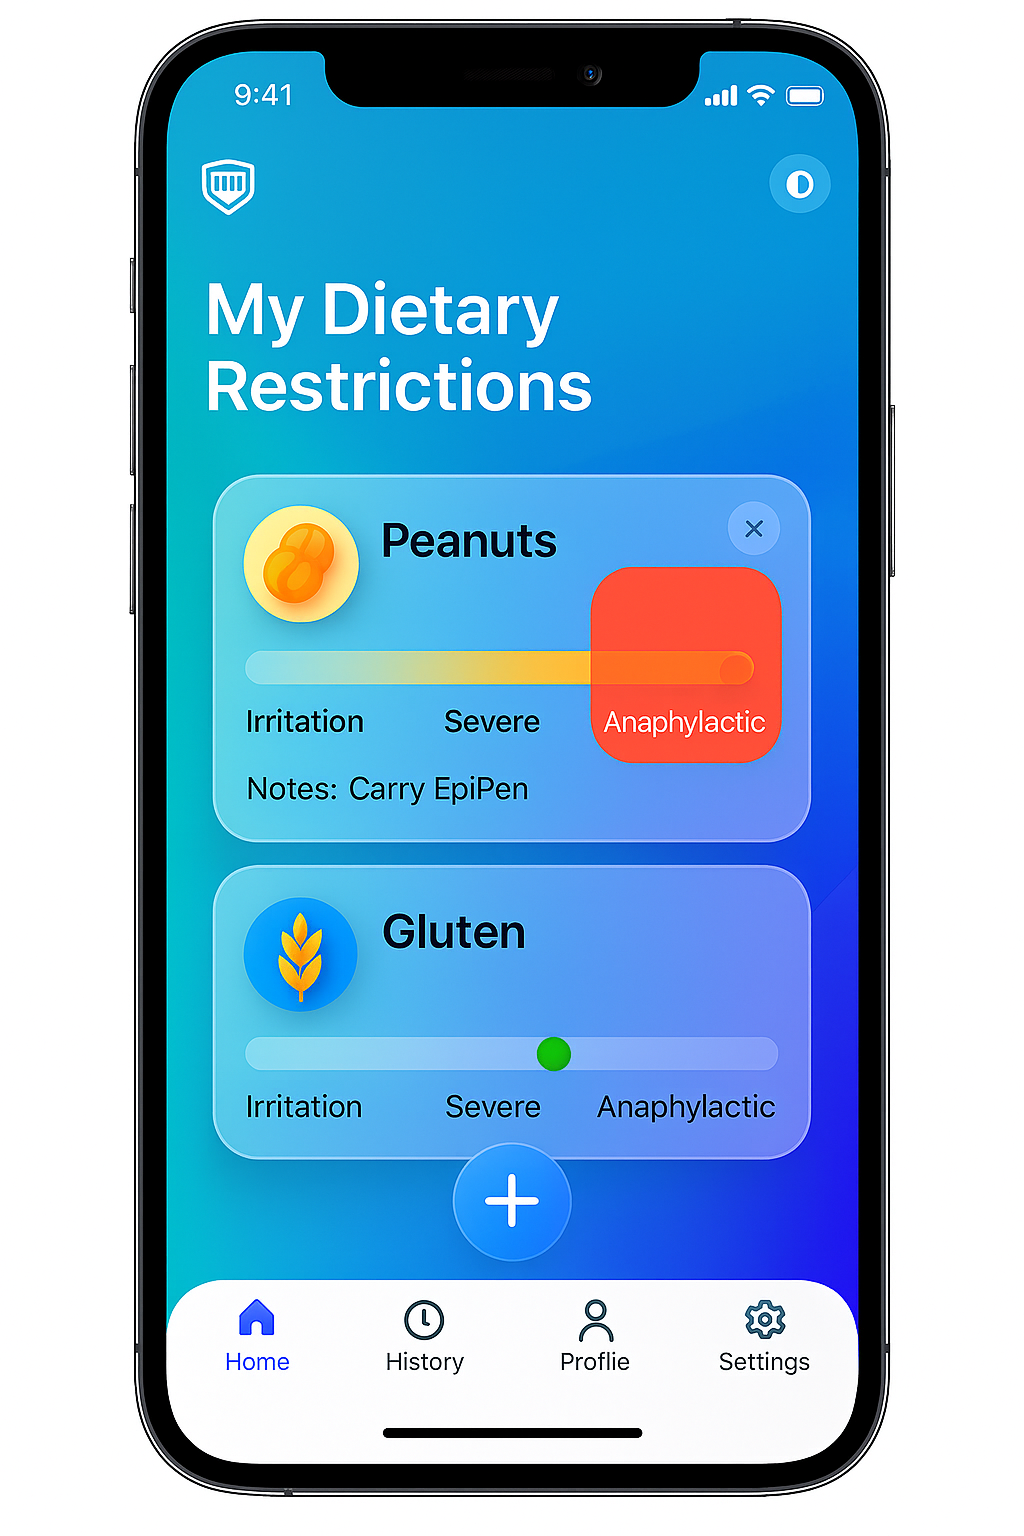 9:41
My Dietary
Restrictions
Peanuts
Irritation Severe Anaphylactic
Notes: Carry EpiPen
Gluten
Irritation Severe Anaphylactic
Home History Proflie Settings